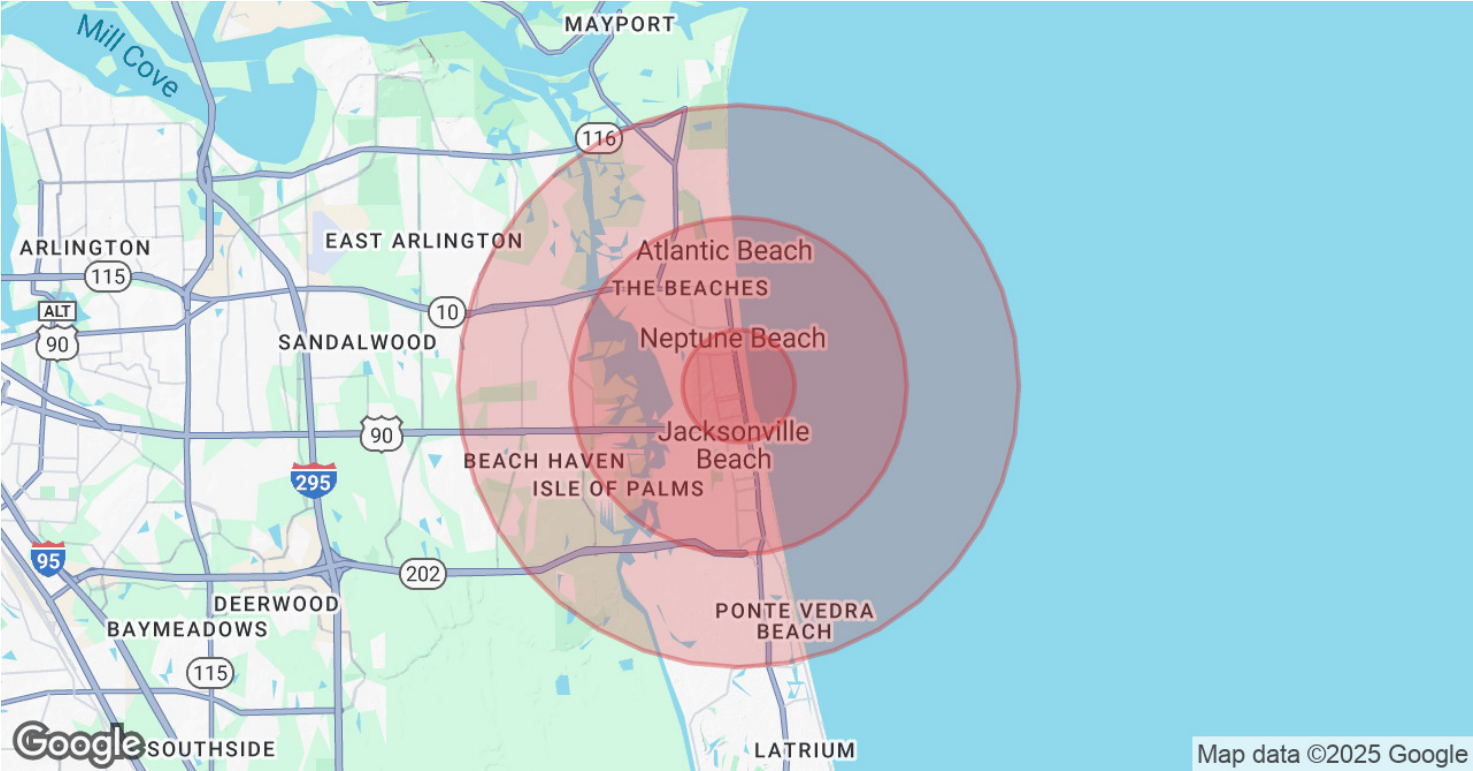 MAYPORT
Mill Cove
116
ARLINGTON
EAST ARLINGTON
Atlantic Beach
115
THE BEACHES
ALT
90
10
SANDALWOOD
Neptune Beach
90
Jacksonville
Beach
BEACH HAVEN
295
ISLE OF PALMS
95
202
DEERWOOD
PONTE VEDRA
BEACH
BAYMEADOWS
115
Google
SOUTHSIDE
LATRIUM
Map data ©2025 Google